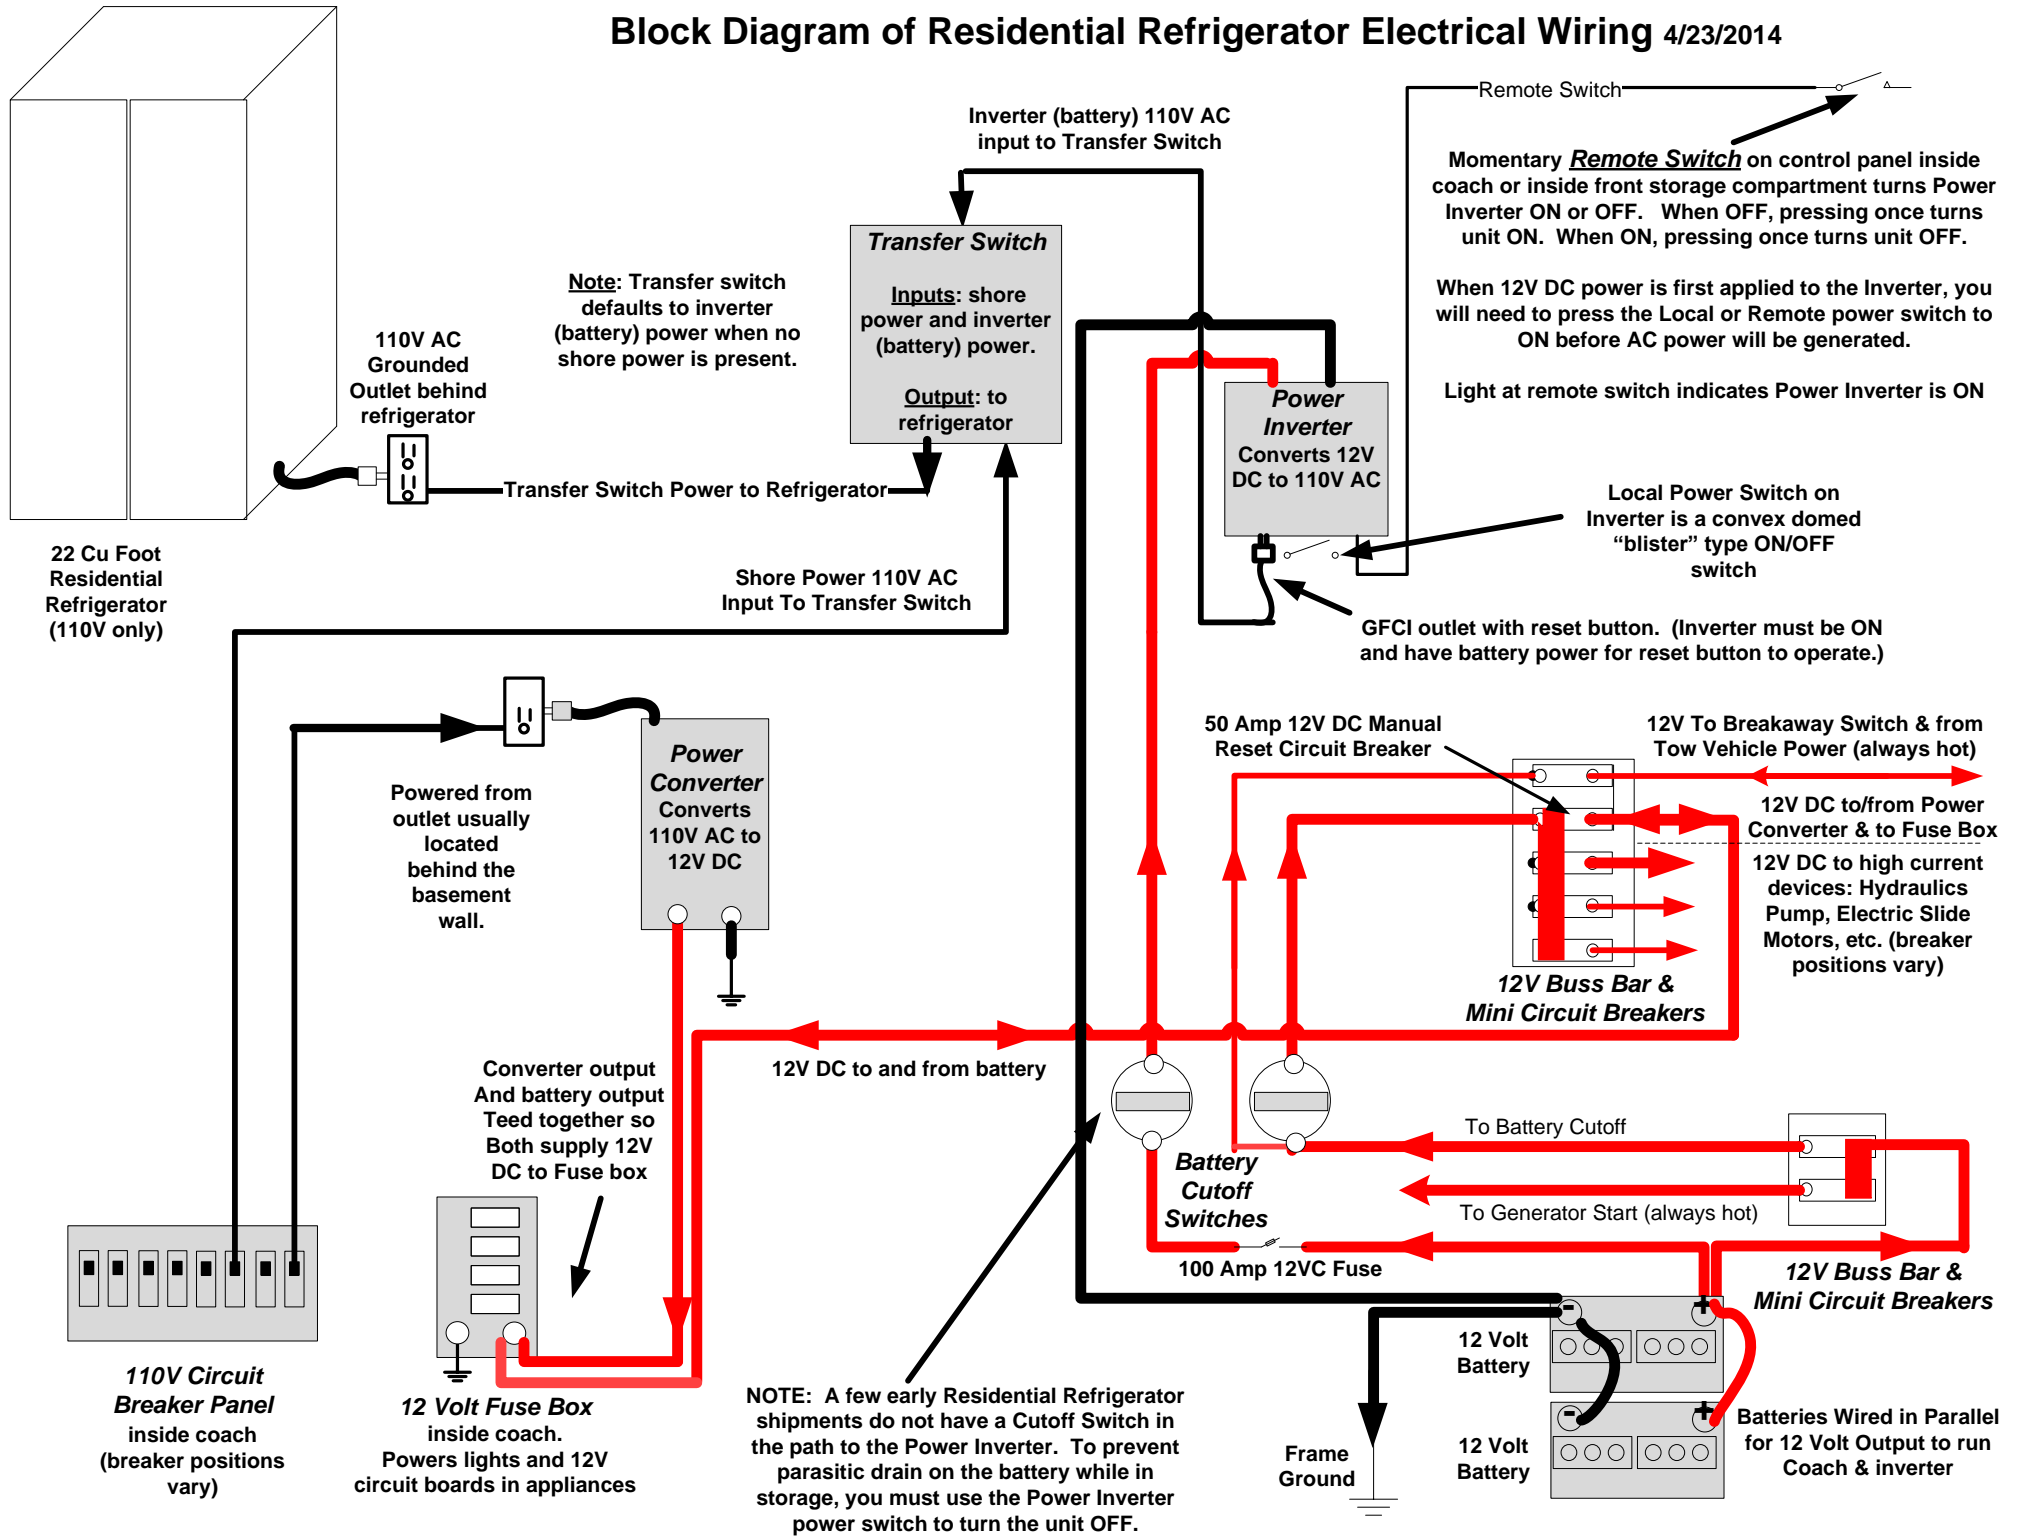 Block Diagram of Residential Refrigerator Electrical Wiring 4/23/2014
Remote Switch
Inverter (battery) 110V AC
input to Transfer Switch
Momentary Remote Switch on control panel inside
coach or inside front storage compartment turns Power
Inverter ON or OFF. When OFF, pressing once turns
unit ON. When ON, pressing once turns unit OFF.
When 12V DC power is first applied to the Inverter, you
will need to press the Local or Remote power switch to
ON before AC power will be generated.
Light at remote switch indicates Power Inverter is ON
Transfer Switch
Inputs: shore
power and inverter
(battery) power.
Output: to
refrigerator
Note: Transfer switch
defaults to inverter
(battery) power when no
shore power is present.
110V AC
Grounded
Outlet behind
refrigerator
Power
Inverter
Converts 12V
DC to 110V AC
Transfer Switch Power to Refrigerator
Local Power Switch on
Inverter is a convex domed
“blister” type ON/OFF
switch
22 Cu Foot
Residential
Refrigerator
(110V only)
Shore Power 110V AC
Input To Transfer Switch
GFCI outlet with reset button. (Inverter must be ON
and have battery power for reset button to operate.)
50 Amp 12V DC Manual
Reset Circuit Breaker
12V To Breakaway Switch & from
Tow Vehicle Power (always hot)
Power
Converter
Converts
110V AC to
12V DC
Powered from
outlet usually
located
behind the
basement
wall.
12V DC to/from Power
Converter & to Fuse Box
12V DC to high current
devices: Hydraulics
Pump, Electric Slide
Motors, etc. (breaker
positions vary)
12V Buss Bar &
Mini Circuit Breakers
12V DC to and from battery
Converter output
And battery output
Teed together so
Both supply 12V
DC to Fuse box
To Battery Cutoff
Battery
Cutoff
Switches
To Generator Start (always hot)
100 Amp 12VC Fuse
12V Buss Bar &
Mini Circuit Breakers
- +
12 Volt
Battery
110V Circuit
Breaker Panel
inside coach
(breaker positions
vary)
12 Volt Fuse Box
inside coach.
Powers lights and 12V
circuit boards in appliances
NOTE: A few early Residential Refrigerator
shipments do not have a Cutoff Switch in
the path to the Power Inverter. To prevent
parasitic drain on the battery while in
storage, you must use the Power Inverter
power switch to turn the unit OFF.
Frame
Ground
- +
12 Volt
Battery
Batteries Wired in Parallel
for 12 Volt Output to run
Coach & inverter